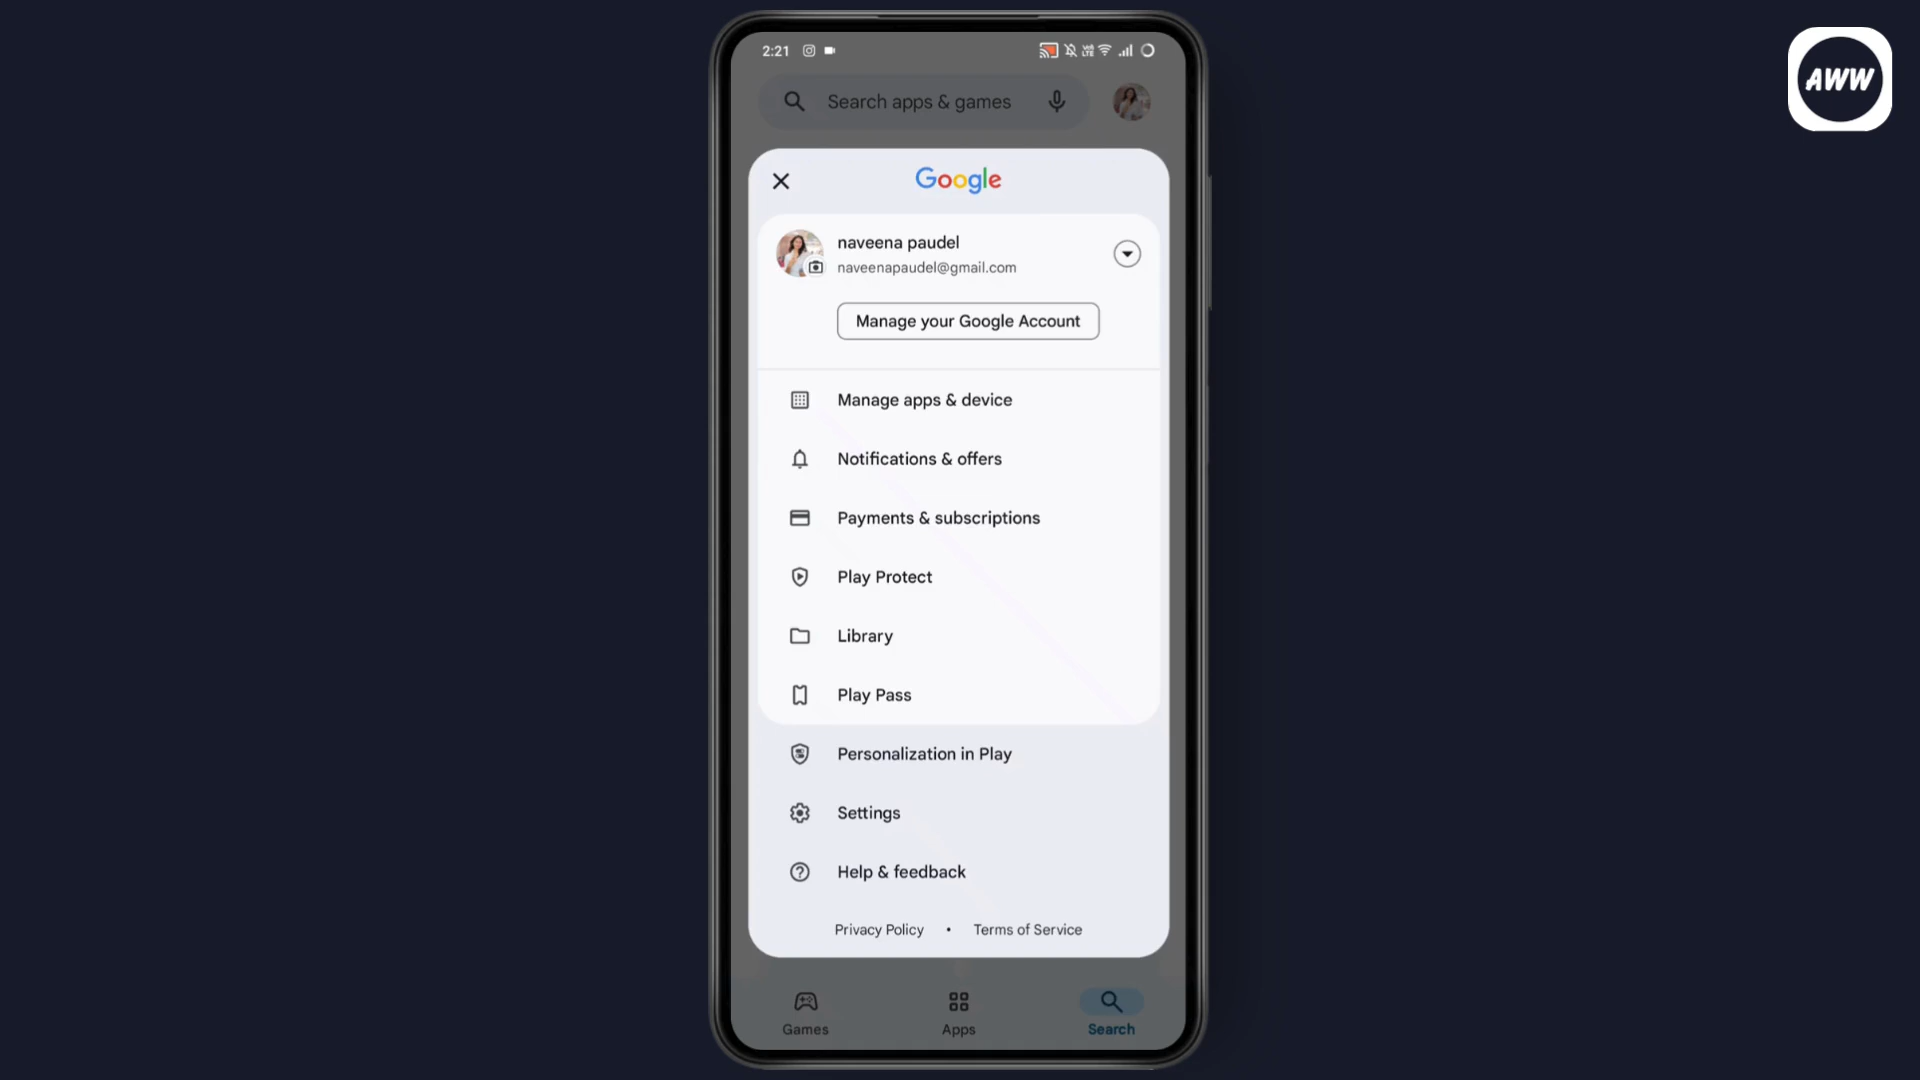 AWW
2:21
Search apps & games
Google
naveena paudel
naveenapaudel@gmail.com
Manage your Google Account
Manage apps & device
Notifications & offers
Payments & subscriptions
Play Protect
Library
Play Pass
Personalization in Play
Settings
Help & feedback
Privacy Policy • Terms of Service
Games Apps Search